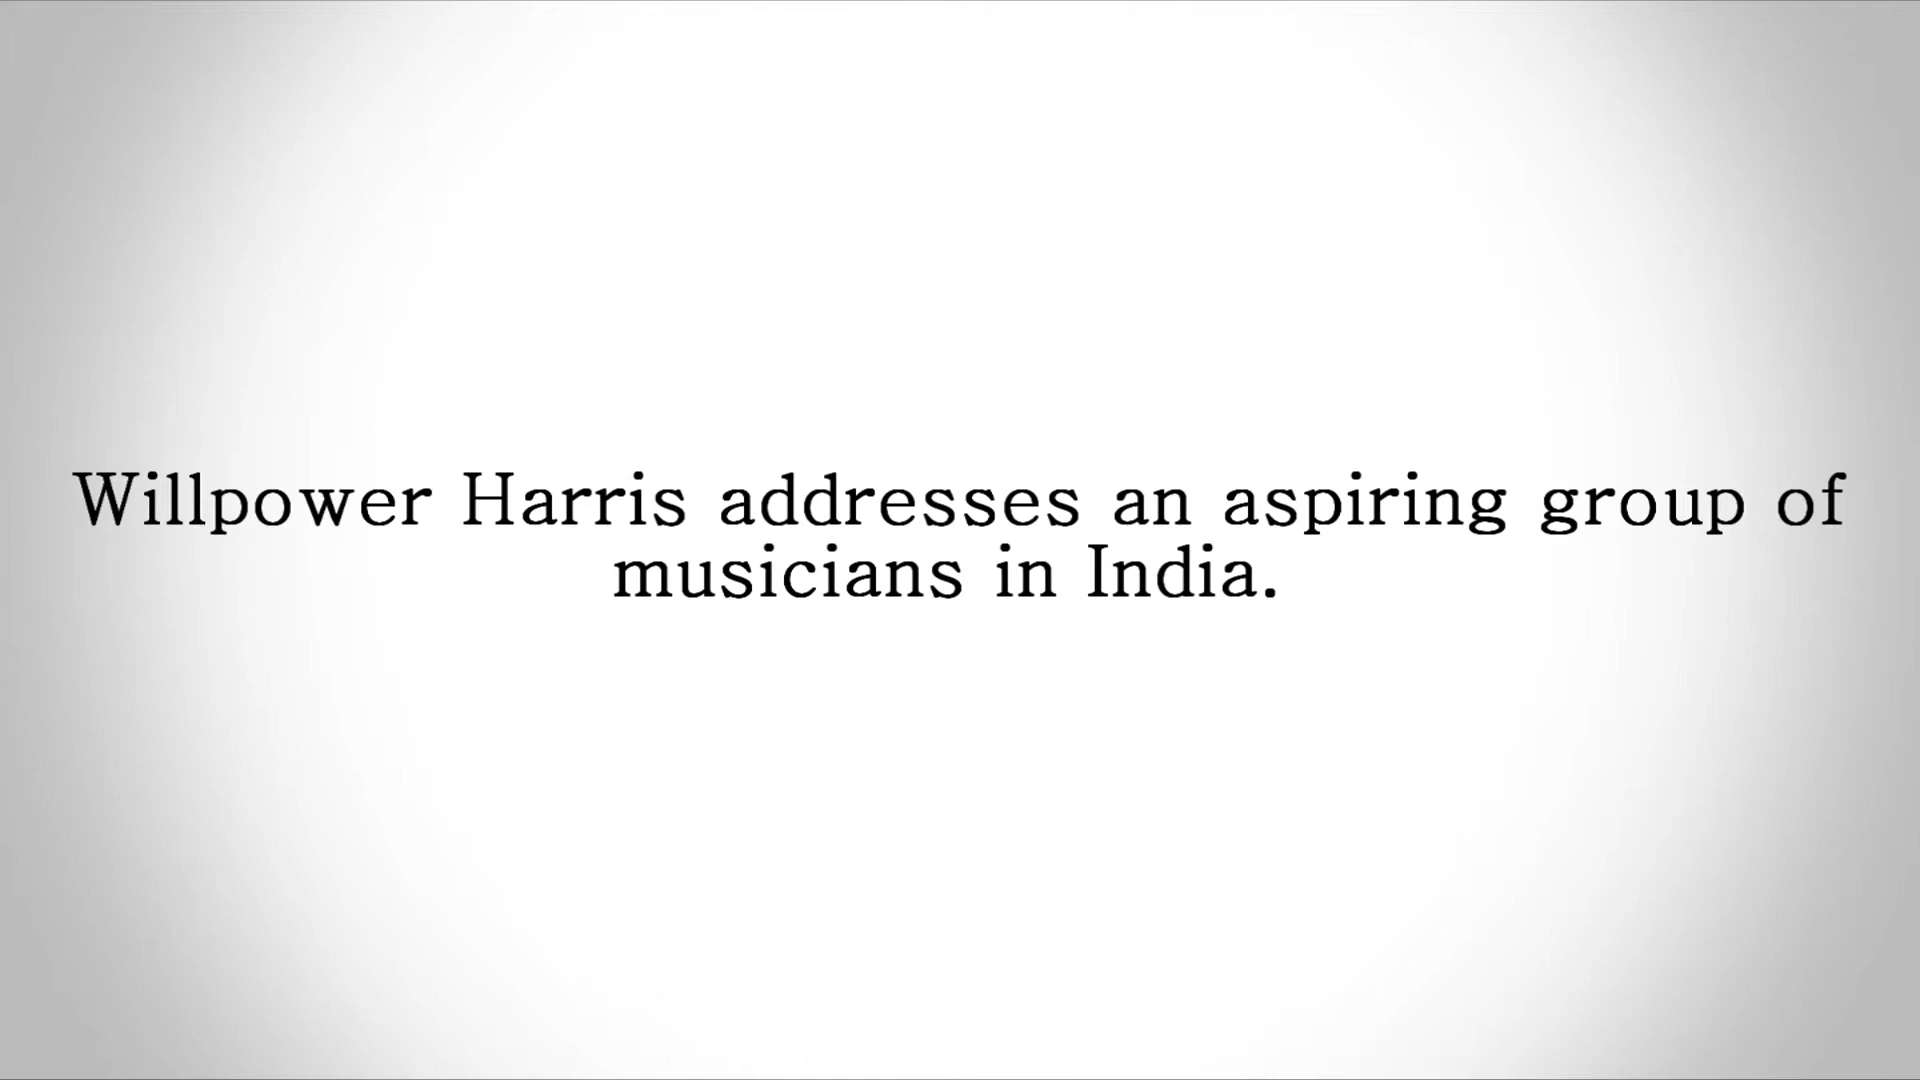 Willpower Harris addresses an aspiring group of
musicians in India.